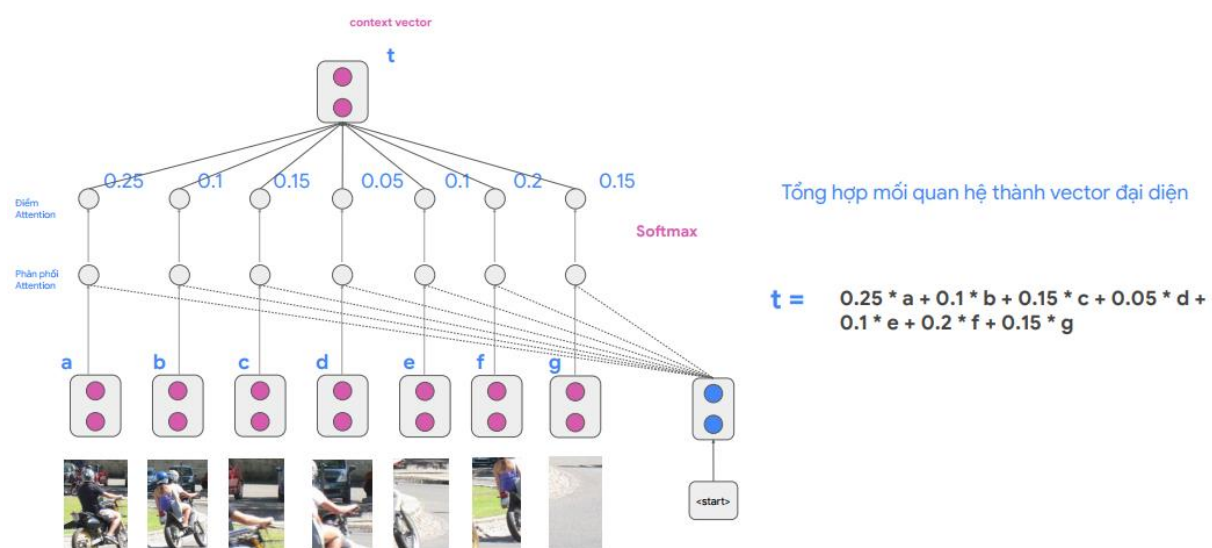 context vector
t
0.25 0.1 0.15 0.05 0.1 0.2 0.15
Điểm
Attention
Tổng hợp mối quan hệ thành vector đại diện
Softmax
Phân phối
Attention
t = 0.25 * a + 0.1 * b + 0.15 * c + 0.05 * d +
0.1 * e + 0.2 * f + 0.15 * g
a b c d e f g
<start>